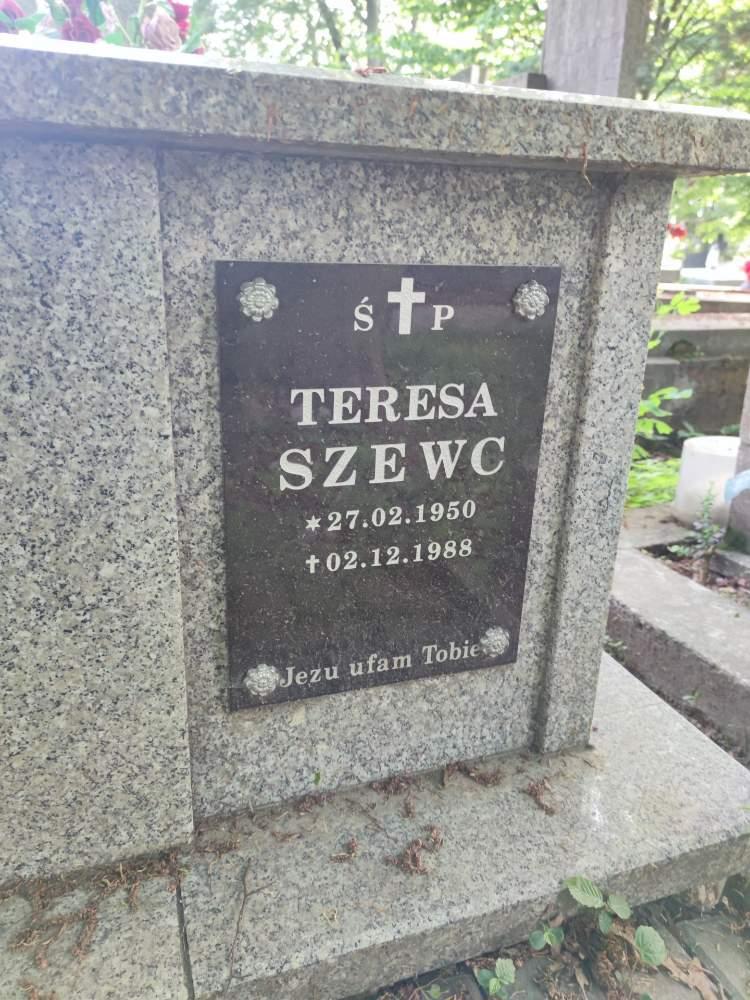 Ś ✝ P
TERESA
SZEWC
*27.02.1950
✝02.12.1988
Jezu ufam Tobie